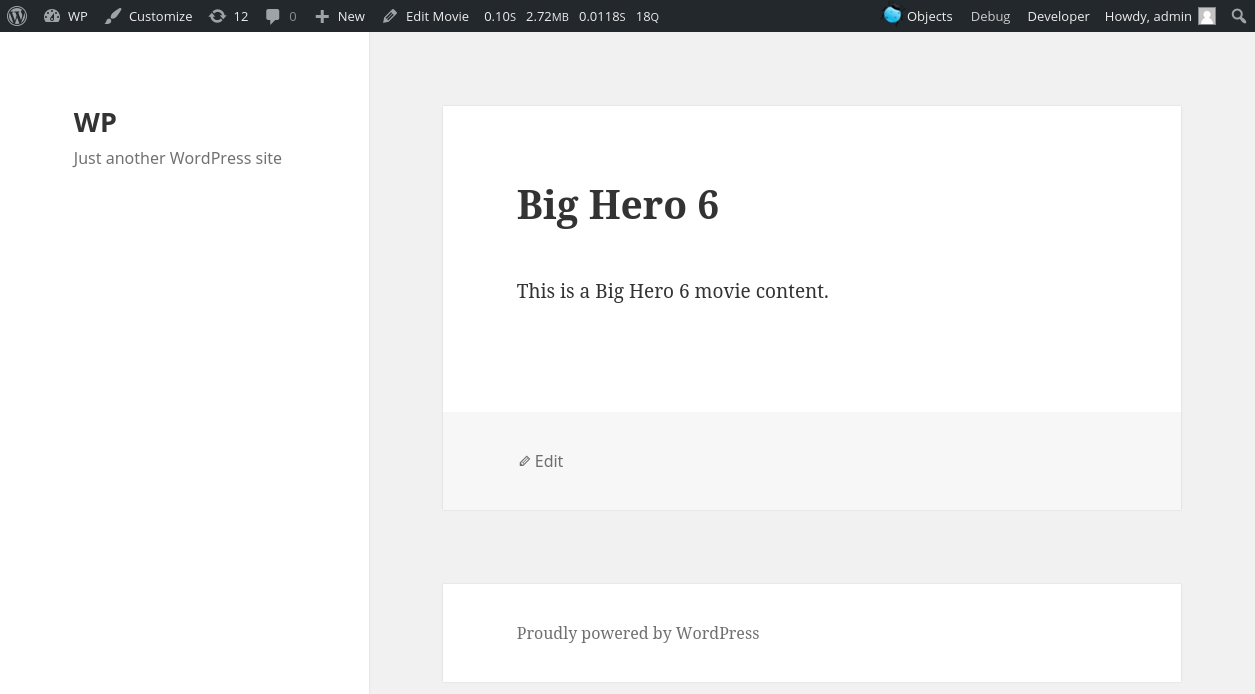 WP Customize 12 0 New Edit Movie 0.10S 2.72MB 0.0118S 18Q Objects Debug Developer Howdy, admin
WP
Just another WordPress site
Big Hero 6
This is a Big Hero 6 movie content.
Edit
Proudly powered by WordPress